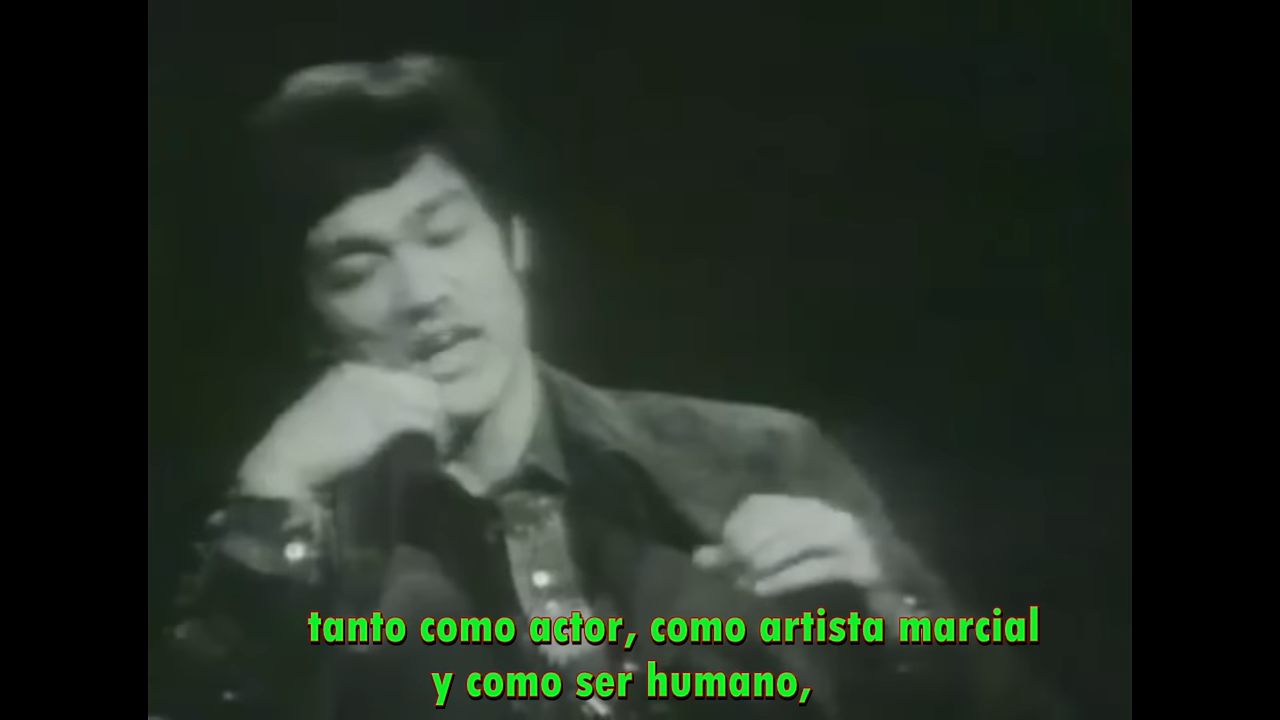 tanto como actor, como artista marcial
y como ser humano,